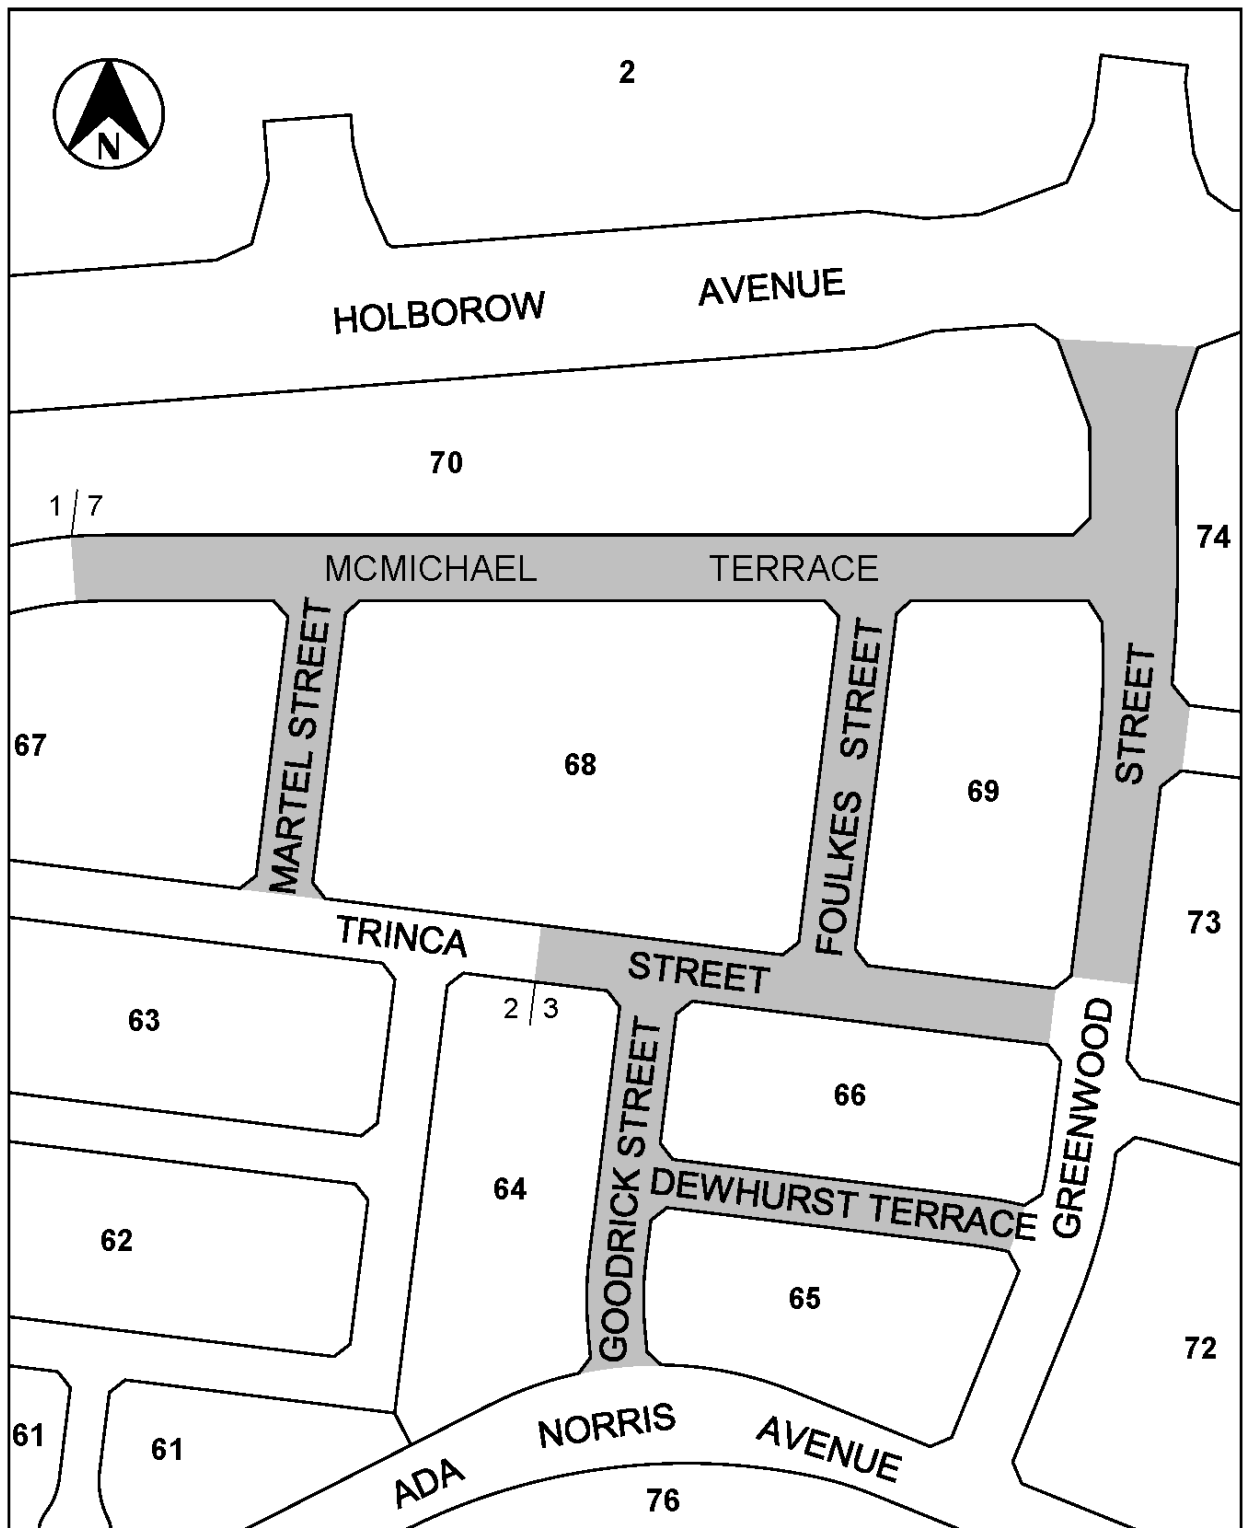 2
N
HOLBOROW AVENUE
70
1 7
74
MCMICHAEL TERRACE
MARTEL STREET
FOULKES STREET
GREENWOOD STREET
67
68
69
73
TRINCA STREET
2 3
63
66
GOODRICK STREET
64
DEWHURST TERRACE
62
65
72
61
61
ADA NORRIS AVENUE
76